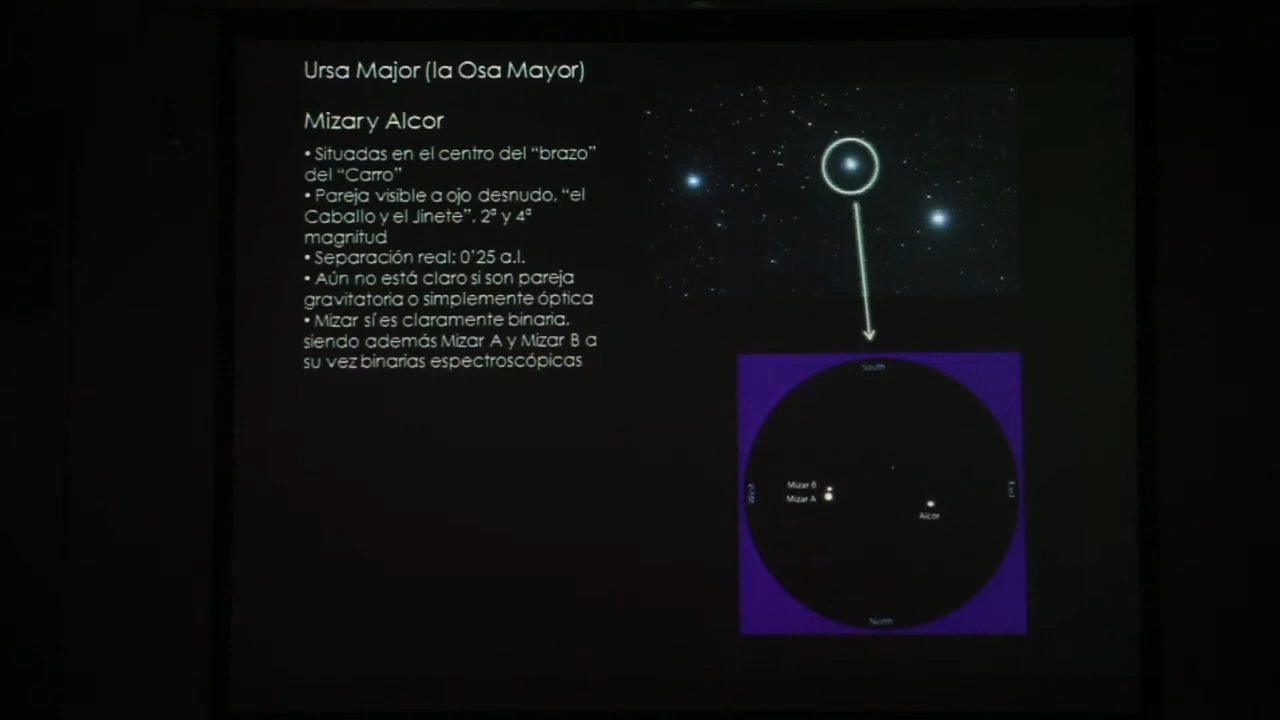 Ursa Major (la Osa Mayor)
Mizar y Alcor
• Situadas en el centro del “brazo”
del “Carro”
• Pareja visible a ojo desnudo, “el
Caballo y el Jinete”, 2ª y 4ª
magnitud
• Separación real: 0’25 a.l.
• Aún no está claro si son pareja
gravitatoria o simplemente óptica
• Mizar sí es claramente binaria,
siendo además Mizar A y Mizar B a
su vez binarias espectroscópicas
South
West
East
Mizar B
Mizar A
Alcor
North